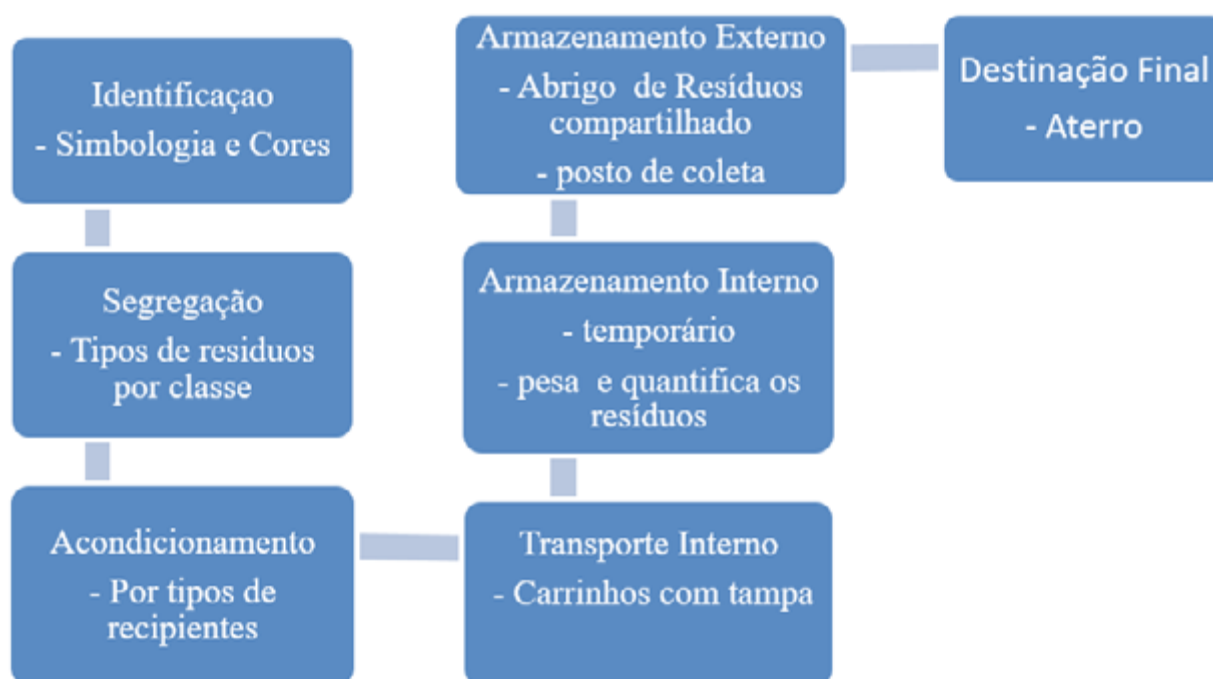 Identificaçao
- Simbologia e Cores
Segregação
- Tipos de residuos
por classe
Acondicionamento
- Por tipos de
recipientes
Transporte Interno
- Carrinhos com tampa
Armazenamento Interno
- temporário
- pesa e quantifica os
resíduos
Armazenamento Externo
- Abrigo de Resíduos
compartilhado
- posto de coleta
Destinação Final
- Aterro